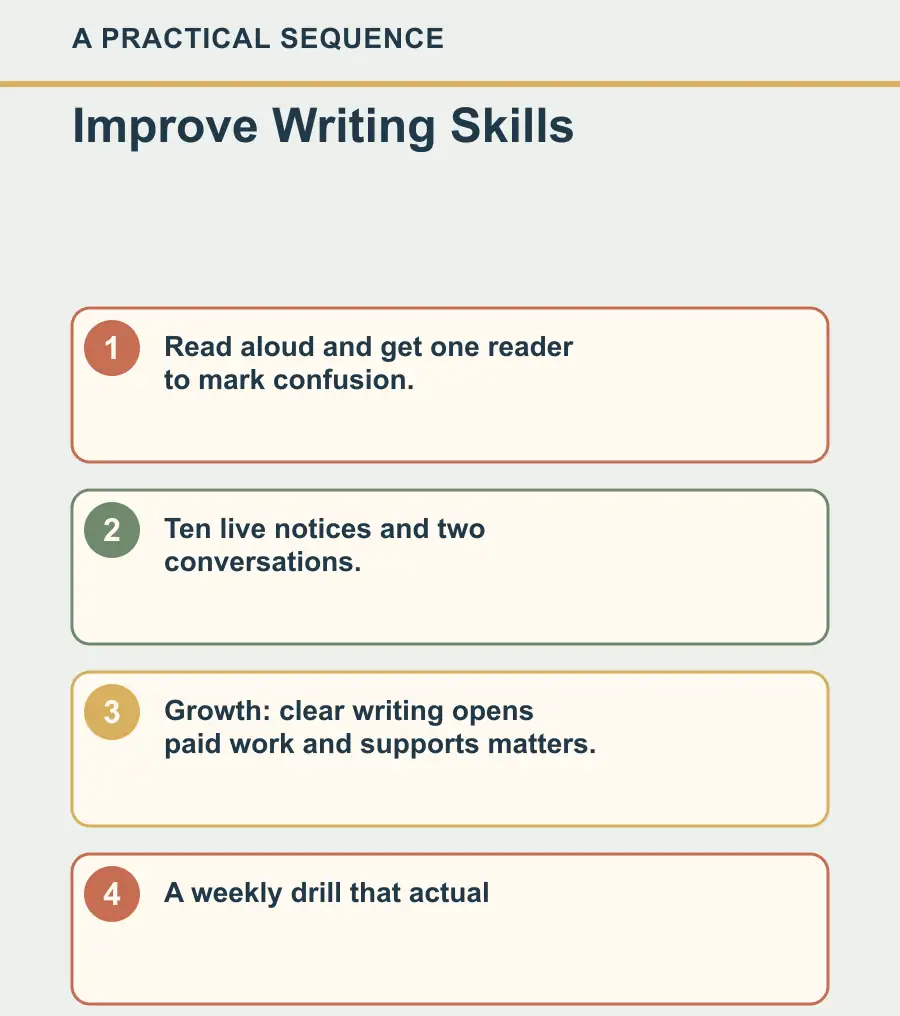 A PRACTICAL SEQUENCE
Improve Writing Skills
1
Read aloud and get one reader
to mark confusion.
2
Ten live notices and two
conversations.
3
Growth: clear writing opens
paid work and supports matters.
4
A weekly drill that actual